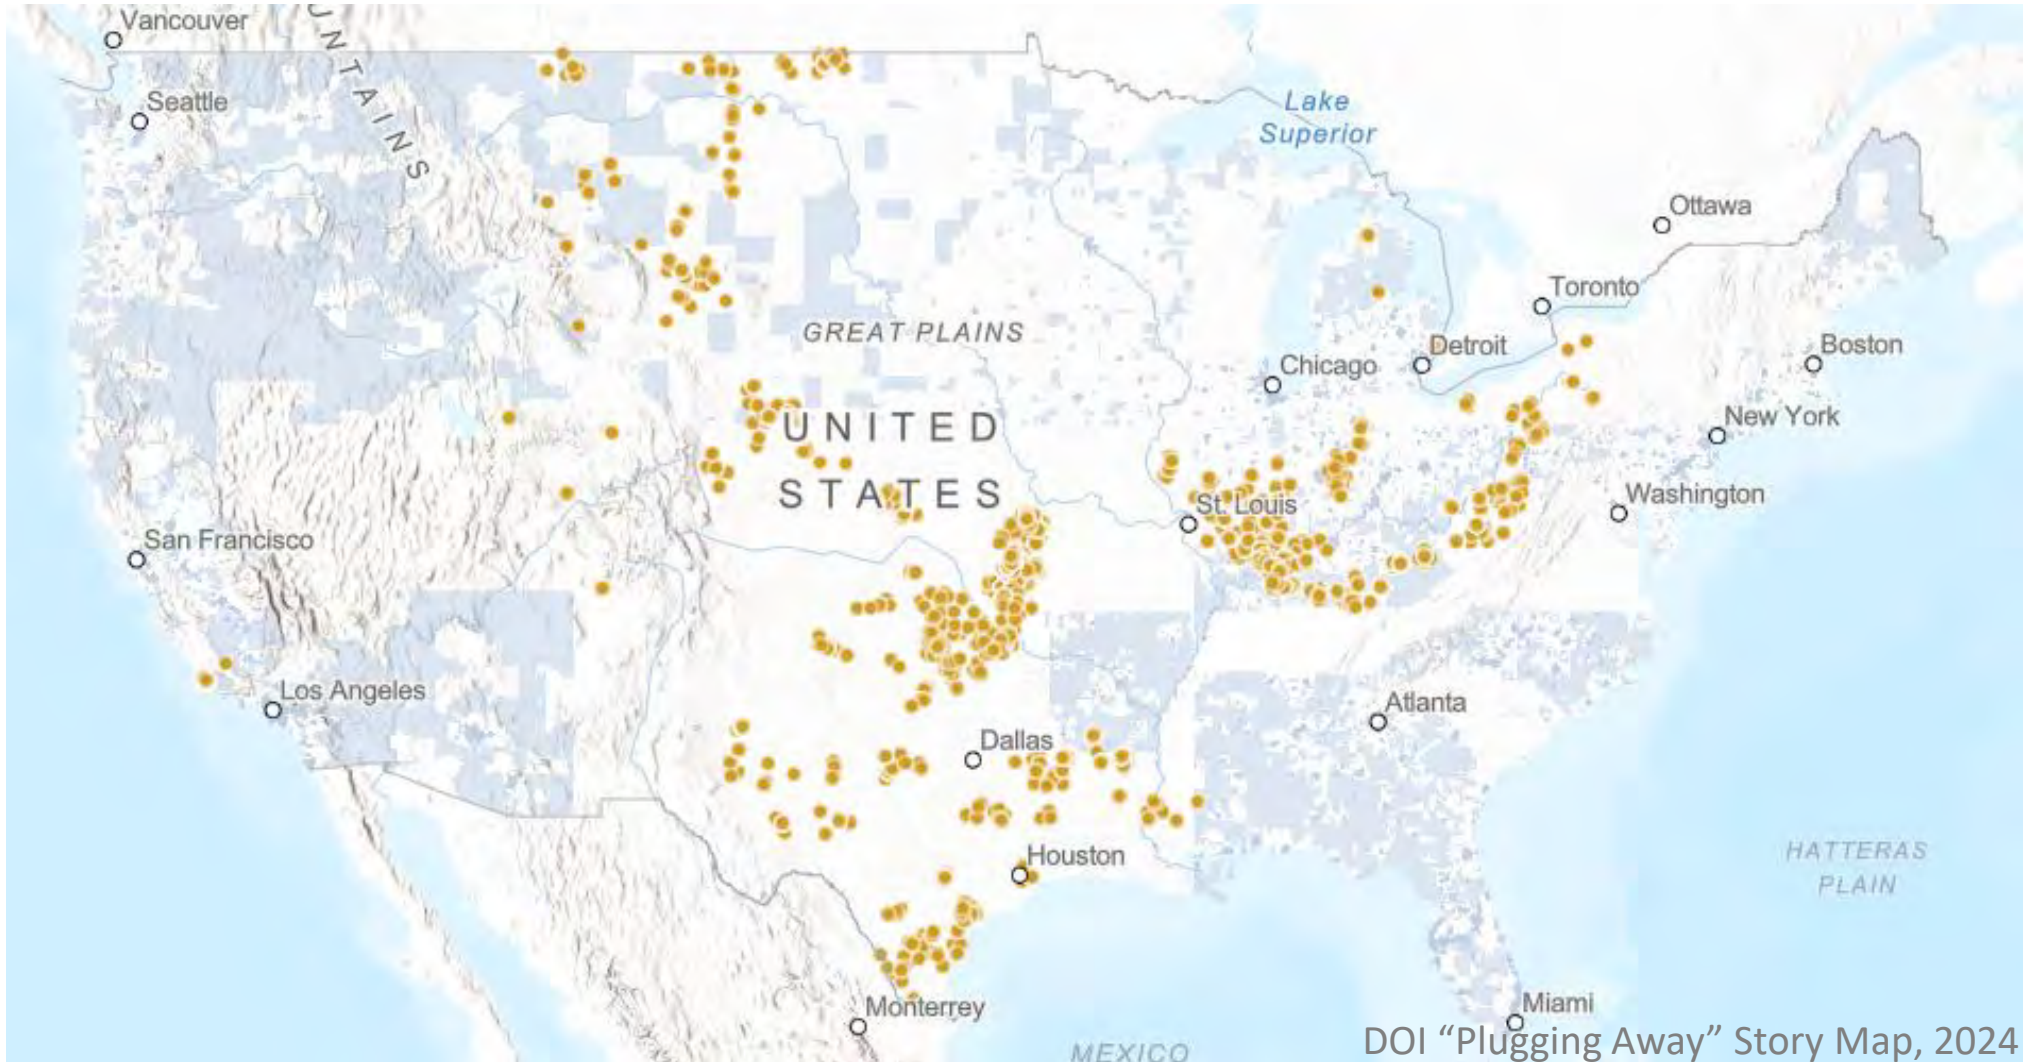 Vancouver
UNTAINS
Seattle
Lake
Superior
Ottawa
Toronto
GREAT PLAINS
Detroit
Boston
Chicago
New York
UNITED
STATES
Washington
St. Louis
San Francisco
Los Angeles
Atlanta
Dallas
Houston
HATTERAS
PLAIN
Monterrey
Miami
MEXICO
DOI “Plugging Away” Story Map, 2024